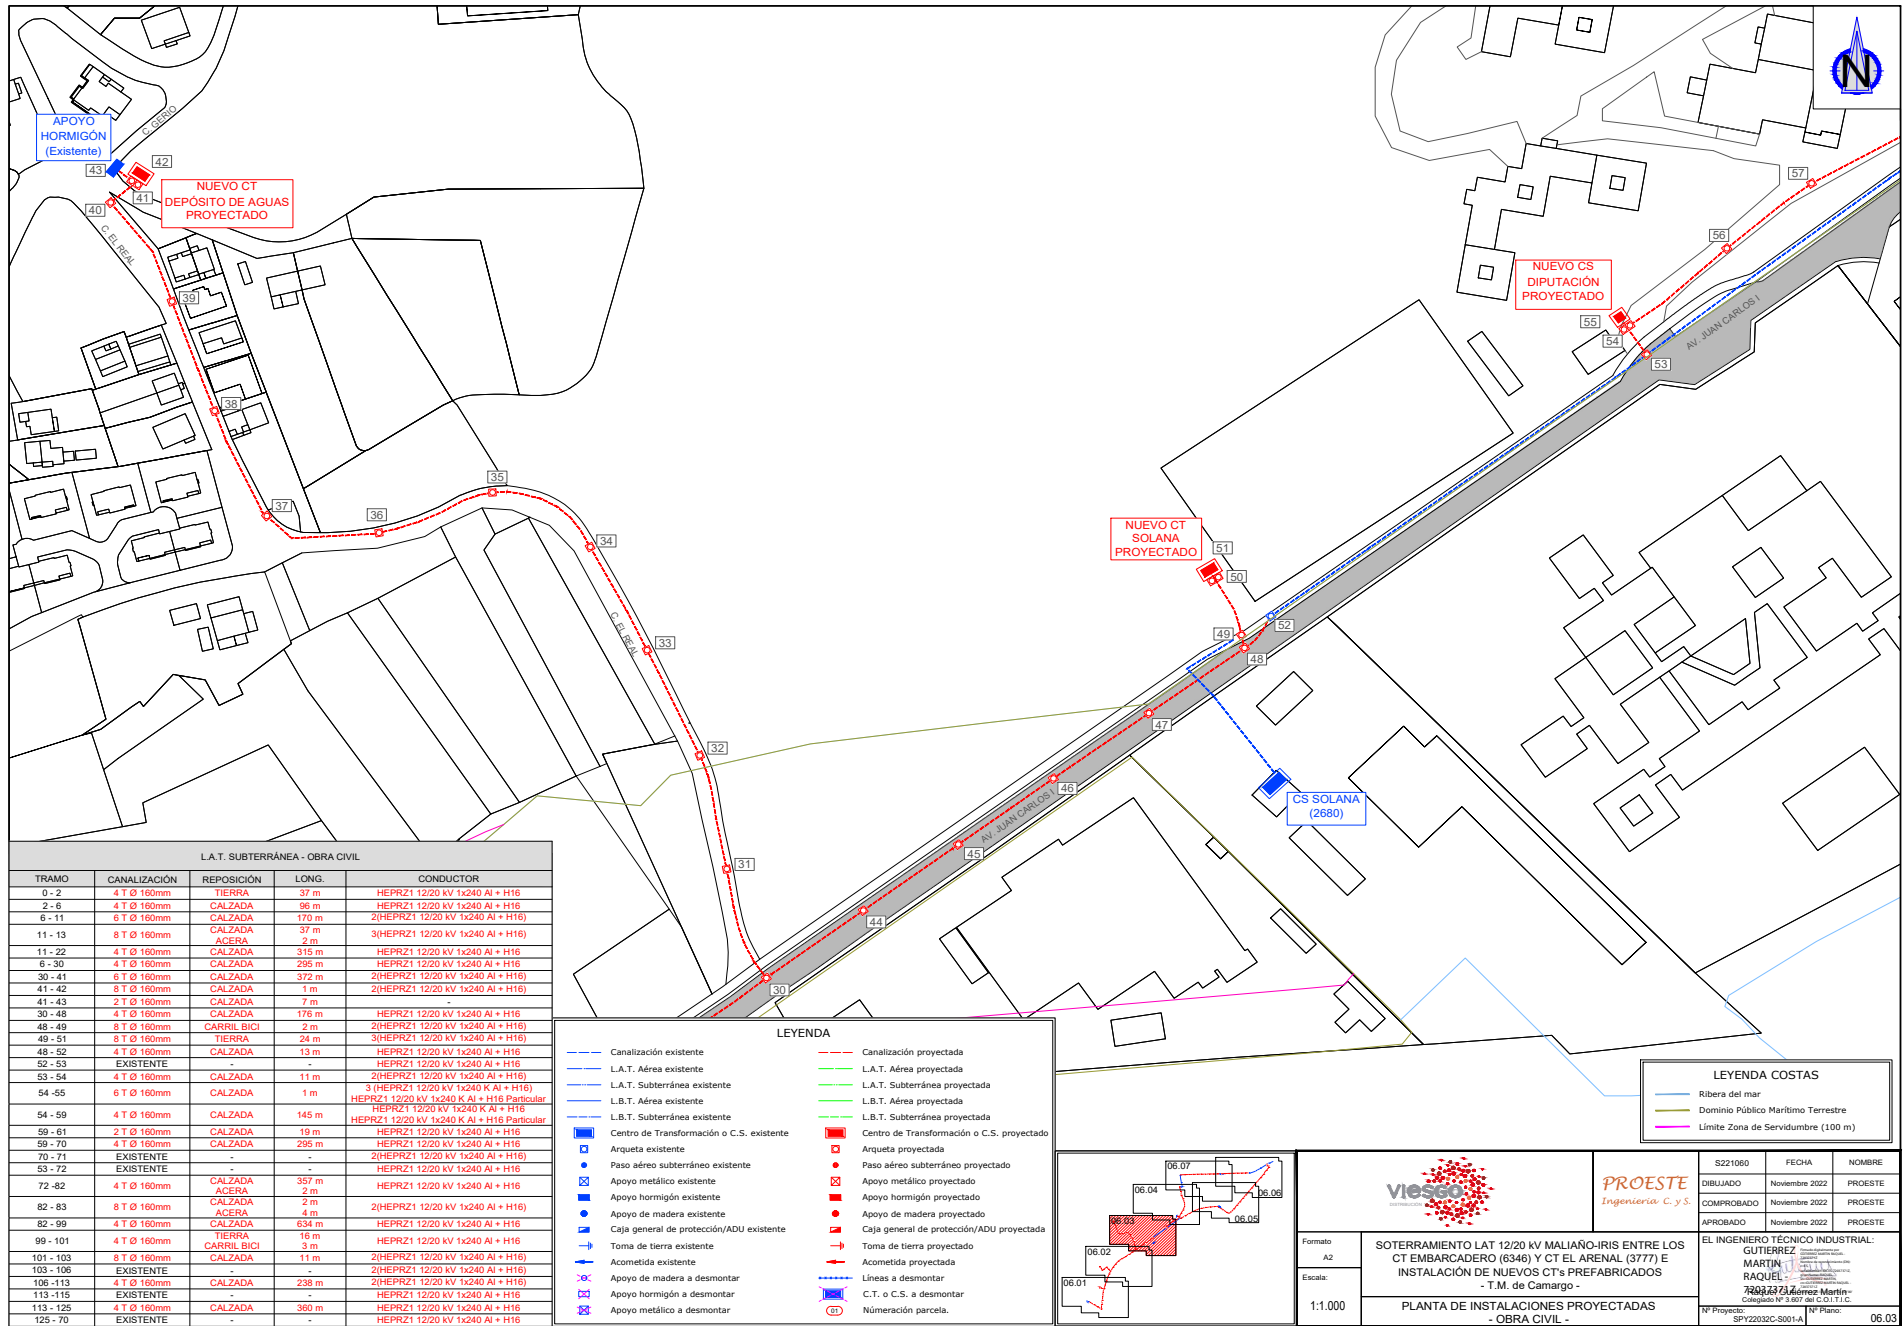 C. GERIO
APOYO
HORMIGÓN
(Existente)
43
42
41
40
NUEVO CT
DEPÓSITO DE AGUAS
PROYECTADO
C. EL REAL
39
38
37
36
35
34
33
C. EL REAL
32
31
30
44
45
46
47
48
49
50
51
52
AV. JUAN CARLOS I
NUEVO CT
SOLANA
PROYECTADO
CS SOLANA
(2680)
NUEVO CS
DIPUTACIÓN
PROYECTADO
53
54
55
56
57
AV. JUAN CARLOS I
N
L.A.T. SUBTERRÁNEA - OBRA CIVIL
TRAMO CANALIZACIÓN REPOSICIÓN LONG. CONDUCTOR
0 - 2 4 T Ø 160mm TIERRA 37 m HEPRZ1 12/20 kV 1x240 Al + H16
2 - 6 4 T Ø 160mm CALZADA 96 m HEPRZ1 12/20 kV 1x240 Al + H16
6 - 11 6 T Ø 160mm CALZADA 170 m 2(HEPRZ1 12/20 kV 1x240 Al + H16)
11 - 13 8 T Ø 160mm CALZADA 37 m 3(HEPRZ1 12/20 kV 1x240 Al + H16)
ACERA 2 m
11 - 22 4 T Ø 160mm CALZADA 315 m HEPRZ1 12/20 kV 1x240 Al + H16
6 - 30 4 T Ø 160mm CALZADA 295 m HEPRZ1 12/20 kV 1x240 Al + H16
30 - 41 6 T Ø 160mm CALZADA 372 m 2(HEPRZ1 12/20 kV 1x240 Al + H16)
41 - 42 8 T Ø 160mm CALZADA 1 m 2(HEPRZ1 12/20 kV 1x240 Al + H16)
41 - 43 2 T Ø 160mm CALZADA 7 m -
30 - 48 4 T Ø 160mm CALZADA 176 m HEPRZ1 12/20 kV 1x240 Al + H16
48 - 49 8 T Ø 160mm CARRIL BICI 2 m 2(HEPRZ1 12/20 kV 1x240 Al + H16)
49 - 51 8 T Ø 160mm TIERRA 24 m 3(HEPRZ1 12/20 kV 1x240 Al + H16)
48 - 52 4 T Ø 160mm CALZADA 13 m HEPRZ1 12/20 kV 1x240 Al + H16
52 - 53 EXISTENTE - - HEPRZ1 12/20 kV 1x240 Al + H16
53 - 54 4 T Ø 160mm CALZADA 11 m 2(HEPRZ1 12/20 kV 1x240 Al + H16)
54 -55 6 T Ø 160mm CALZADA 1 m 3 (HEPRZ1 12/20 kV 1x240 K Al + H16)
HEPRZ1 12/20 kV 1x240 K Al + H16 Particular
54 - 59 4 T Ø 160mm CALZADA 145 m HEPRZ1 12/20 kV 1x240 K Al + H16
HEPRZ1 12/20 kV 1x240 K Al + H16 Particular
59 - 61 2 T Ø 160mm CALZADA 19 m HEPRZ1 12/20 kV 1x240 Al + H16
59 - 70 4 T Ø 160mm CALZADA 295 m HEPRZ1 12/20 kV 1x240 Al + H16
70 - 71 EXISTENTE - - 2(HEPRZ1 12/20 kV 1x240 Al + H16)
53 - 72 EXISTENTE - - HEPRZ1 12/20 kV 1x240 Al + H16
72 -82 4 T Ø 160mm CALZADA 357 m HEPRZ1 12/20 kV 1x240 Al + H16
ACERA 2 m
82 - 83 8 T Ø 160mm CALZADA 2 m 2(HEPRZ1 12/20 kV 1x240 Al + H16)
ACERA 4 m
82 - 99 4 T Ø 160mm CALZADA 634 m HEPRZ1 12/20 kV 1x240 Al + H16
99 - 101 4 T Ø 160mm TIERRA 16 m HEPRZ1 12/20 kV 1x240 Al + H16
CARRIL BICI 3 m
101 - 103 8 T Ø 160mm CALZADA 11 m 2(HEPRZ1 12/20 kV 1x240 Al + H16)
103 - 106 EXISTENTE - - 2(HEPRZ1 12/20 kV 1x240 Al + H16)
106 -113 4 T Ø 160mm CALZADA 238 m 2(HEPRZ1 12/20 kV 1x240 Al + H16)
113 -115 EXISTENTE - - HEPRZ1 12/20 kV 1x240 Al + H16
113 - 125 4 T Ø 160mm CALZADA 360 m HEPRZ1 12/20 kV 1x240 Al + H16
125 - 70 EXISTENTE - - HEPRZ1 12/20 kV 1x240 Al + H16
LEYENDA
Canalización existente
L.A.T. Aérea existente
L.A.T. Subterránea existente
L.B.T. Aérea existente
L.B.T. Subterránea existente
Centro de Transformación o C.S. existente
Arqueta existente
Paso aéreo subterráneo existente
Apoyo metálico existente
Apoyo hormigón existente
Apoyo de madera existente
Caja general de protección/ADU existente
Toma de tierra existente
Acometida existente
Apoyo de madera a desmontar
Apoyo hormigón a desmontar
Apoyo metálico a desmontar
Canalización proyectada
L.A.T. Aérea proyectada
L.A.T. Subterránea proyectada
L.B.T. Aérea proyectada
L.B.T. Subterránea proyectada
Centro de Transformación o C.S. proyectado
Arqueta proyectada
Paso aéreo subterráneo proyectado
Apoyo metálico proyectado
Apoyo hormigón proyectado
Apoyo de madera proyectado
Caja general de protección/ADU proyectada
Toma de tierra proyectado
Acometida proyectada
Líneas a desmontar
C.T. o C.S. a desmontar
01 Númeración parcela.
LEYENDA COSTAS
Ribera del mar
Dominio Público Marítimo Terrestre
Límite Zona de Servidumbre (100 m)
06.07
06.06
06.04
06.05
06.03
06.02
06.01
viesgo
DISTRIBUCIÓN
PROESTE
Ingeniería C. y S.
S221060 FECHA NOMBRE
DIBUJADO Noviembre 2022 PROESTE
COMPROBADO Noviembre 2022 PROESTE
APROBADO Noviembre 2022 PROESTE
Formato
A2
Escala:
1:1.000
SOTERRAMIENTO LAT 12/20 kV MALIAÑO-IRIS ENTRE LOS
CT EMBARCADERO (6346) Y CT EL ARENAL (3777) E
INSTALACIÓN DE NUEVOS CT's PREFABRICADOS
- T.M. de Camargo -
PLANTA DE INSTALACIONES PROYECTADAS
- OBRA CIVIL -
EL INGENIERO TÉCNICO INDUSTRIAL:
GUTIERREZ
MARTIN
RAQUEL -
Raquel Gutiérrez Martín
Colegiado Nº 3.607 del C.O.I.T.I.C.
Nº Proyecto:
SPY22032C-S001-A
Nº Plano:
06.03